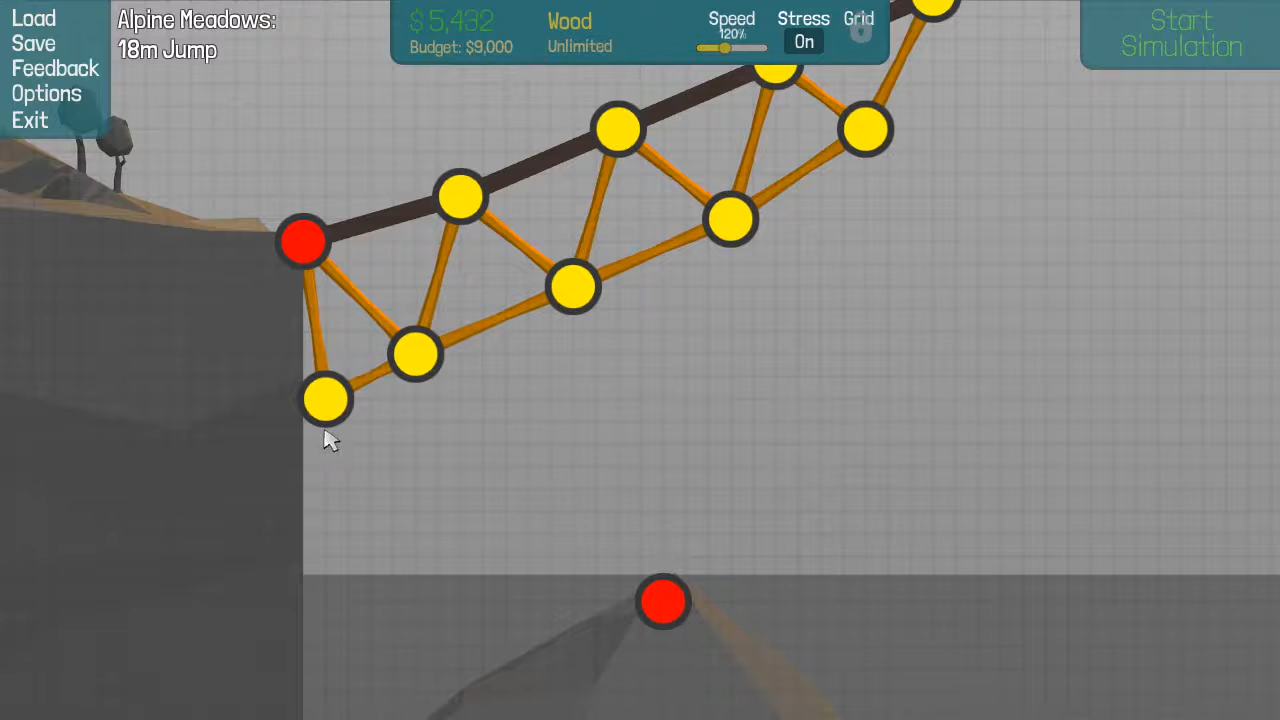 Load
Save
Feedback
Options
Exit
Alpine Meadows:
18m Jump
$ 5,432
Budget: $9,000
Wood
Unlimited
Speed
120%
Stress
On
Grid
Start
Simulation